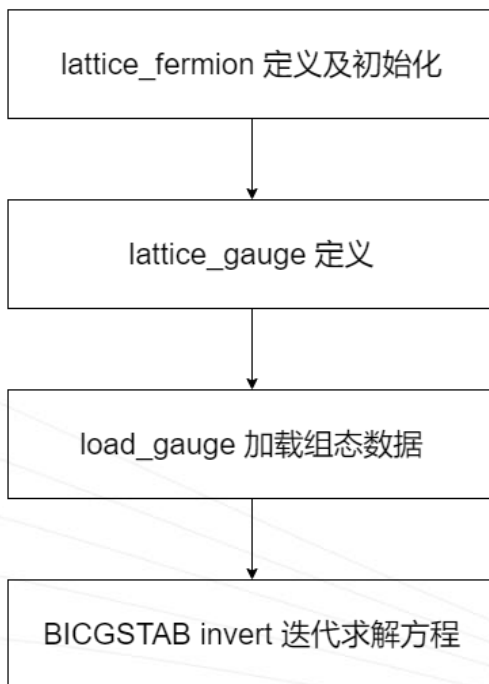 lattice_fermion 定义及初始化
lattice_gauge 定义
load_gauge 加载组态数据
BICGSTAB invert 迭代求解方程